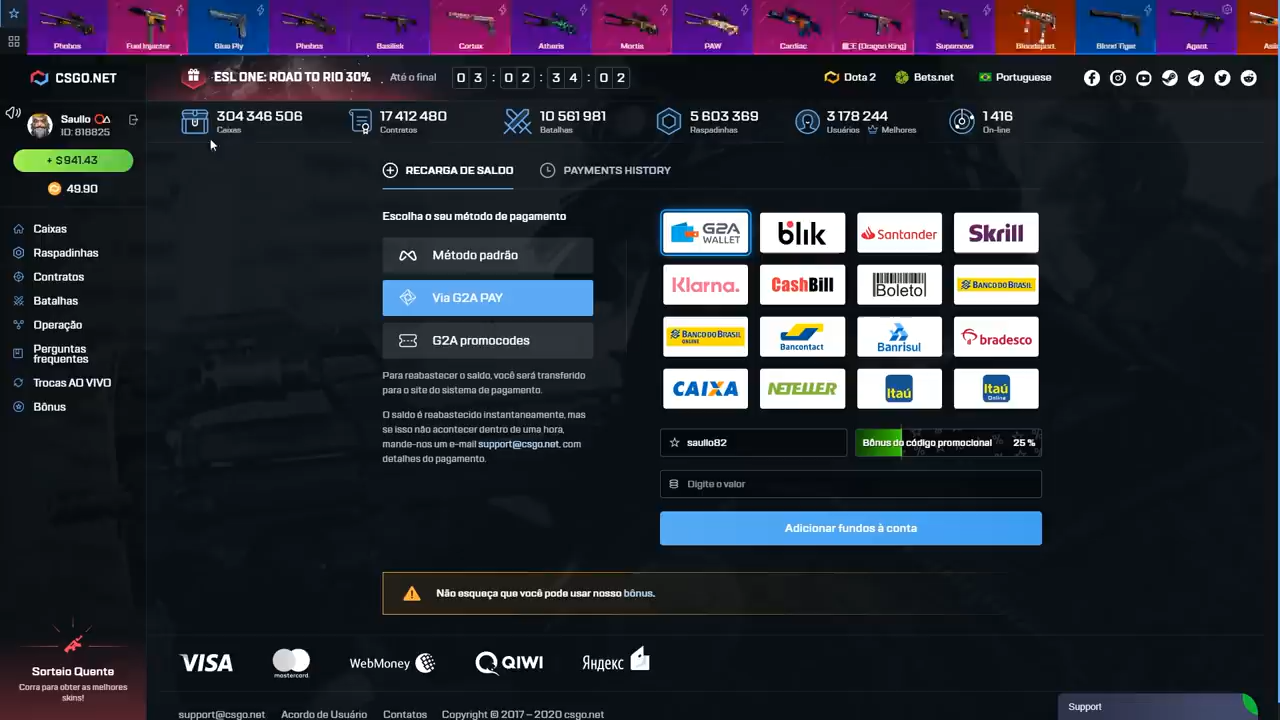 Phobos
Fuel Injector
Blue Ply
Phobos
Basilisk
Cortex
Atheris
Mortis
PAW
Cardiac
(Dragon King)
Supernova
Bloodsport
Blood Tiger
Agent
CSGO.NET
ESL ONE: ROAD TO RIO 30%
Até o final
03:02:34:02
Dota 2
Bets.net
Portuguese
Saullo
ID: 818825
+ $ 941.43
49.90
304 346 506
Caixas
17 412 480
Contratos
10 561 981
Batalhas
5 603 369
Raspadinhas
3 178 244
Usuários
Melhores
1 416
On-line
Caixas
Raspadinhas
Contratos
Batalhas
Operação
Perguntas
frequentes
Trocas AO VIVO
Bônus
Sorteio Quente
Corra para obter as melhores
skins!
RECARGA DE SALDO
PAYMENTS HISTORY
Escolha o seu método de pagamento
Método padrão
Via G2A PAY
G2A promocodes
Para reabastecer o saldo, você será transferido
para o site do sistema de pagamento.
O saldo é reabastecido instantaneamente, mas
se isso não acontecer dentro de uma hora,
mande-nos um e-mail support@csgo.net, com
detalhes do pagamento.
G2A
WALLET
blik
Santander
Skrill
Klarna.
CashBill
Boleto
BANCO DO BRASIL
BANCO DO BRASIL
ONLINE
Bancontact
Banrisul
bradesco
CAIXA
NETELLER
Itaú
Itaú
Online
saullo82
Bônus do código promocional 25 %
Digite o valor
Adicionar fundos à conta
Não esqueça que você pode usar nosso bônus.
VISA
mastercard
WebMoney
QIWI
Яндекс
support@csgo.net
Acordo de Usuário
Contatos
Copyright © 2017 – 2020 csgo.net
Support